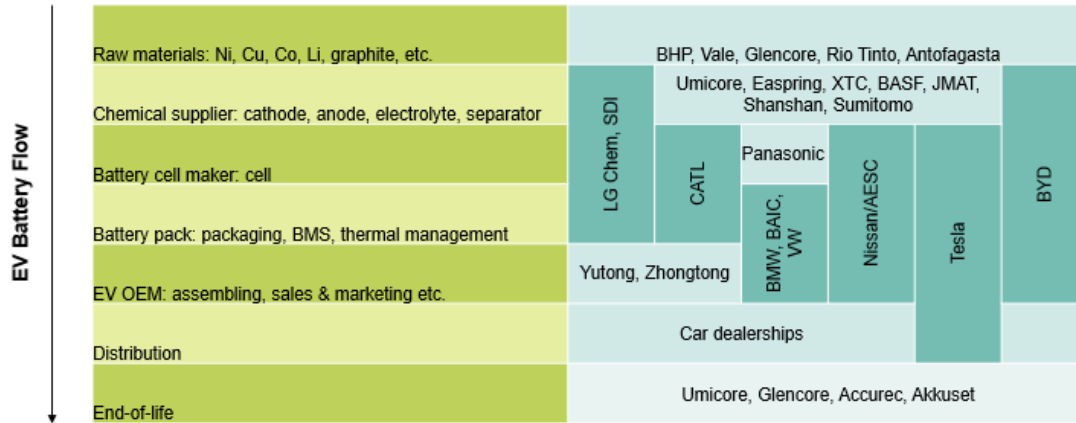 EV Battery Flow
Raw materials: Ni, Cu, Co, Li, graphite, etc.
BHP, Vale, Glencore, Rio Tinto, Antofagasta
Chemical supplier: cathode, anode, electrolyte, separator
Umicore, Easpring, XTC, BASF, JMAT,
Shanshan, Sumitomo
LG Chem, SDI
Battery cell maker: cell
CATL
Panasonic
Nissan/AESC
Tesla
BYD
Battery pack: packaging, BMS, thermal management
BMW, BAIC,
VW
EV OEM: assembling, sales & marketing etc.
Yutong, Zhongtong
Distribution
Car dealerships
End-of-life
Umicore, Glencore, Accurec, Akkuset